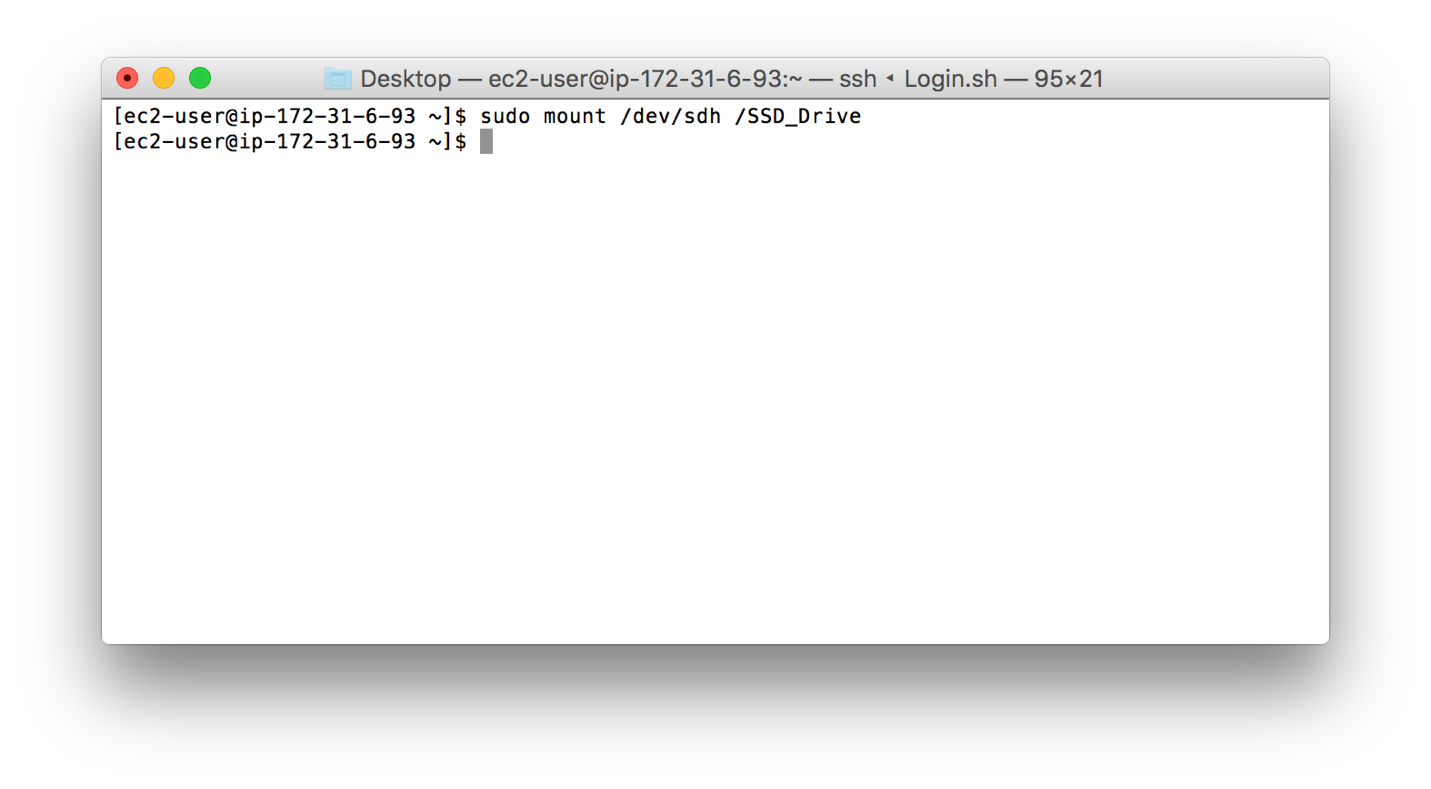 Desktop — ec2-user@ip-172-31-6-93:~ — ssh ◂ Login.sh — 95×21
[ec2-user@ip-172-31-6-93 ~]$ sudo mount /dev/sdh /SSD_Drive
[ec2-user@ip-172-31-6-93 ~]$